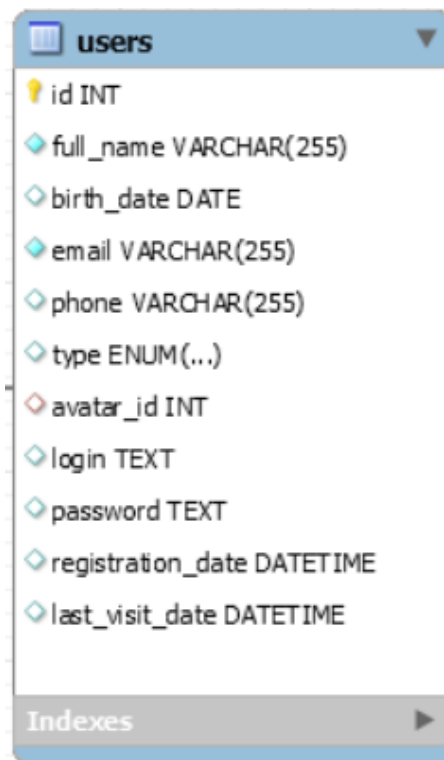 users
id INT
full_name VARCHAR(255)
birth_date DATE
email VARCHAR(255)
phone VARCHAR(255)
type ENUM(...)
avatar_id INT
login TEXT
password TEXT
registration_date DATETIME
last_visit_date DATETIME
Indexes